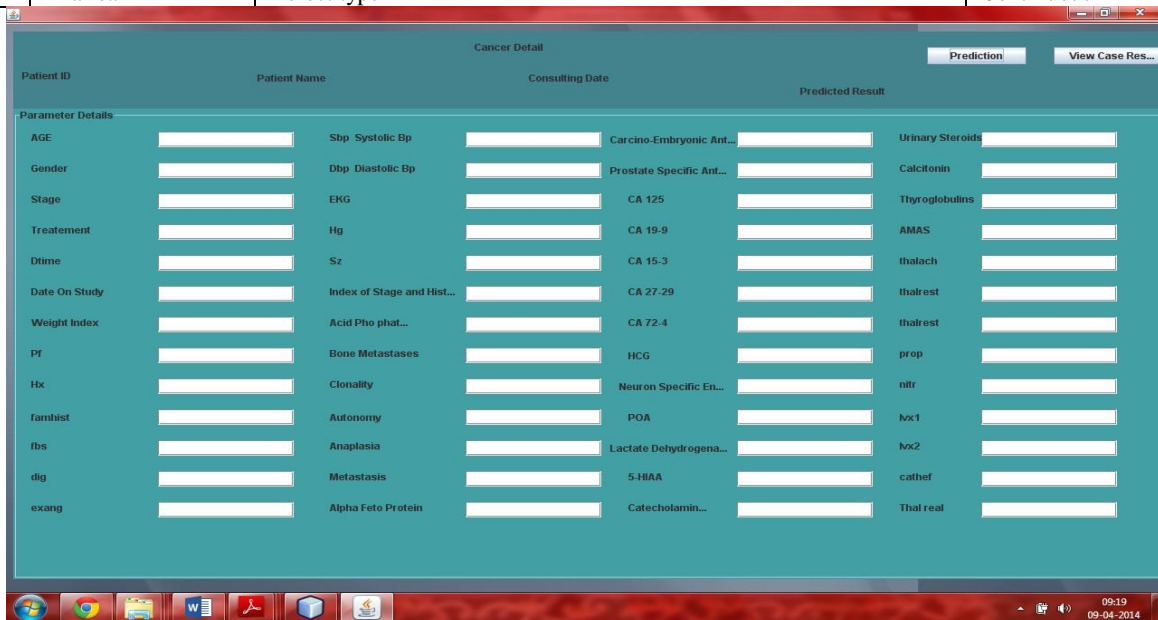 Cancer Detail
Prediction View Case Res...
Patient ID Patient Name Consulting Date
Predicted Result
Parameter Details
AGE Sbp Systolic Bp Carcino-Embryonic Ant... Urinary Steroids
Gender Dbp Diastolic Bp Prostate Specific Ant... Calcitonin
Stage EKG CA 125 Thyroglobulins
Treatement Hg CA 19-9 AMAS
Dtime Sz CA 15-3 thalach
Date On Study Index of Stage and Hist... CA 27-29 thalrest
Weight Index Acid Pho phat... CA 72-4 thalrest
Pf Bone Metastases HCG prop
Hx Clonality Neuron Specific En... nitr
famhist Autonomy POA lvx1
fbs Anaplasia Lactate Dehydrogena... lvx2
dig Metastasis 5-HIAA cathef
exang Alpha Feto Protein Catecholamin... Thal real
09:19
09-04-2014